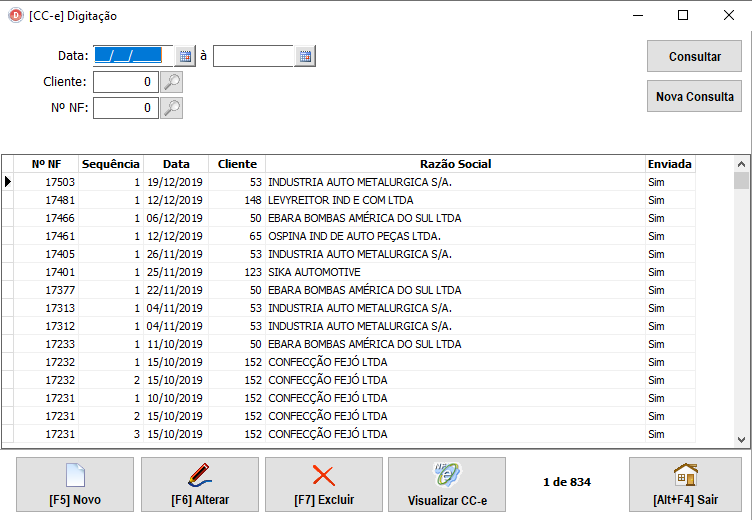 [CC-e] Digitação
Data: __/__/____ à
Consultar
Cliente: 0
Nova Consulta
Nº NF: 0
Nº NF Sequência Data Cliente Razão Social Enviada
17503 1 19/12/2019 53 INDUSTRIA AUTO METALURGICA S/A. Sim
17481 1 12/12/2019 148 LEVYREITOR IND E COM LTDA Sim
17466 1 06/12/2019 50 EBARA BOMBAS AMÉRICA DO SUL LTDA Sim
17461 1 12/12/2019 65 OSPINA IND DE AUTO PEÇAS LTDA. Sim
17405 1 26/11/2019 53 INDUSTRIA AUTO METALURGICA S/A. Sim
17401 1 25/11/2019 123 SIKA AUTOMOTIVE Sim
17377 1 22/11/2019 50 EBARA BOMBAS AMÉRICA DO SUL LTDA Sim
17313 1 04/11/2019 53 INDUSTRIA AUTO METALURGICA S/A. Sim
17312 1 04/11/2019 53 INDUSTRIA AUTO METALURGICA S/A. Sim
17233 1 11/10/2019 50 EBARA BOMBAS AMÉRICA DO SUL LTDA Sim
17232 1 15/10/2019 152 CONFECÇÃO FEJÓ LTDA Sim
17232 2 15/10/2019 152 CONFECÇÃO FEJÓ LTDA Sim
17231 1 10/10/2019 152 CONFECÇÃO FEJÓ LTDA Sim
17231 2 15/10/2019 152 CONFECÇÃO FEJÓ LTDA Sim
17231 3 15/10/2019 152 CONFECÇÃO FEJÓ LTDA Sim
[F5] Novo
[F6] Alterar
[F7] Excluir
Visualizar CC-e
1 de 834
[Alt+F4] Sair